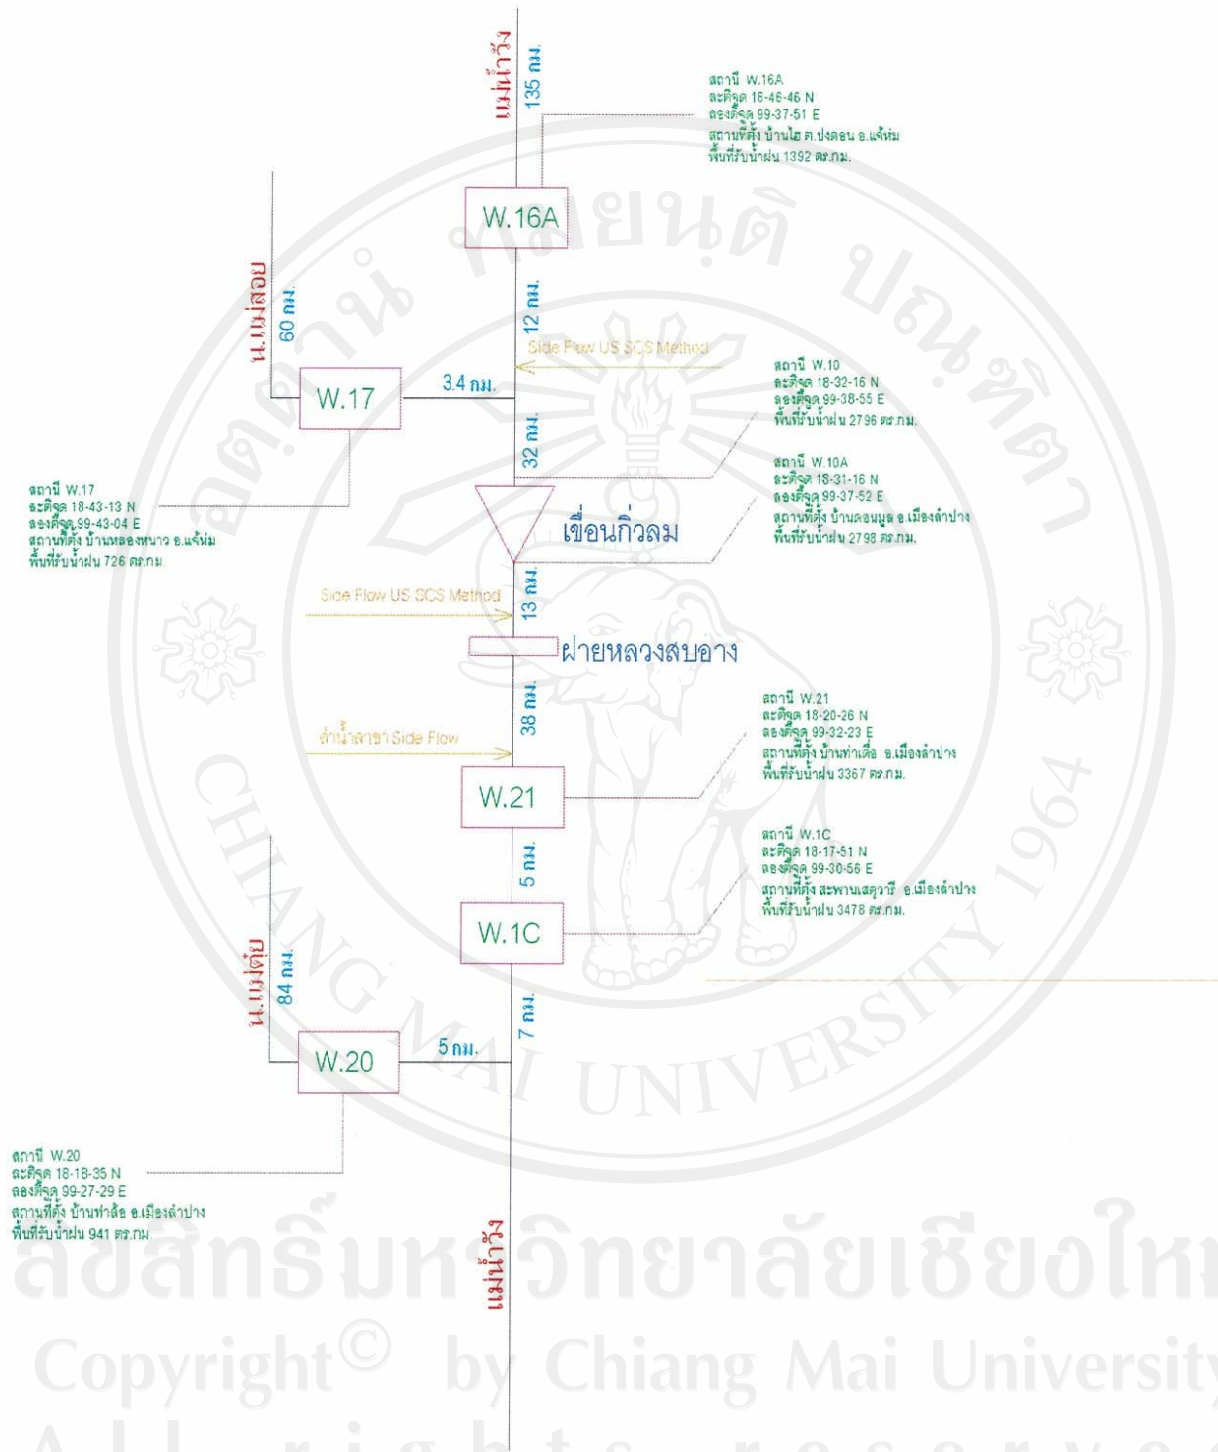 แม่น้ำวัง
135 กม.
สถานี W.16A
ละติจูด 18-46-46 N
ลองติจูด 99-37-51 E
สถานที่ตั้ง บ้านไฮ ต.ปงดอน อ.แจ้ห่ม
พื้นที่รับน้ำฝน 1392 ตร.กม.
W.16A
น.แม่สอย
60 กม.
12 กม.
Side Flow US SCS Method
W.17
3.4 กม.
32 กม.
สถานี W.10
ละติจูด 18-32-16 N
ลองติจูด 99-38-55 E
พื้นที่รับน้ำฝน 2796 ตร.กม.
สถานี W.10A
ละติจูด 18-31-16 N
ลองติจูด 99-37-52 E
สถานที่ตั้ง บ้านดอนมูล อ.เมืองลำปาง
พื้นที่รับน้ำฝน 2798 ตร.กม.
สถานี W.17
ละติจูด 18-43-13 N
ลองติจูด 99-43-04 E
สถานที่ตั้ง บ้านหลองหนาว อ.แจ้ห่ม
พื้นที่รับน้ำฝน 726 ตร.กม.
เขื่อนกิ่วลม
Side Flow US SCS Method
13 กม.
ฝายหลวงสบอาง
38 กม.
ลำน้ำสาขา Side Flow
สถานี W.21
ละติจูด 18-20-26 N
ลองติจูด 99-32-23 E
สถานที่ตั้ง บ้านท่าเดื่อ อ.เมืองลำปาง
พื้นที่รับน้ำฝน 3367 ตร.กม.
W.21
5 กม.
สถานี W.1C
ละติจูด 18-17-51 N
ลองติจูด 99-30-56 E
สถานที่ตั้ง สะพานเสตุวารี อ.เมืองลำปาง
พื้นที่รับน้ำฝน 3478 ตร.กม.
W.1C
น.แม่ตุ๋ย
84 กม.
7 กม.
W.20
5 กม.
สถานี W.20
ละติจูด 18-18-35 N
ลองติจูด 99-27-29 E
สถานที่ตั้ง บ้านท่าล้อ อ.เมืองลำปาง
พื้นที่รับน้ำฝน 941 ตร.กม.
แม่น้ำวัง
CHIANG MAI UNIVERSITY 1964
ลิขสิทธิ์มหาวิทยาลัยเชียงใหม่
Copyright© by Chiang Mai University
All rights reserved